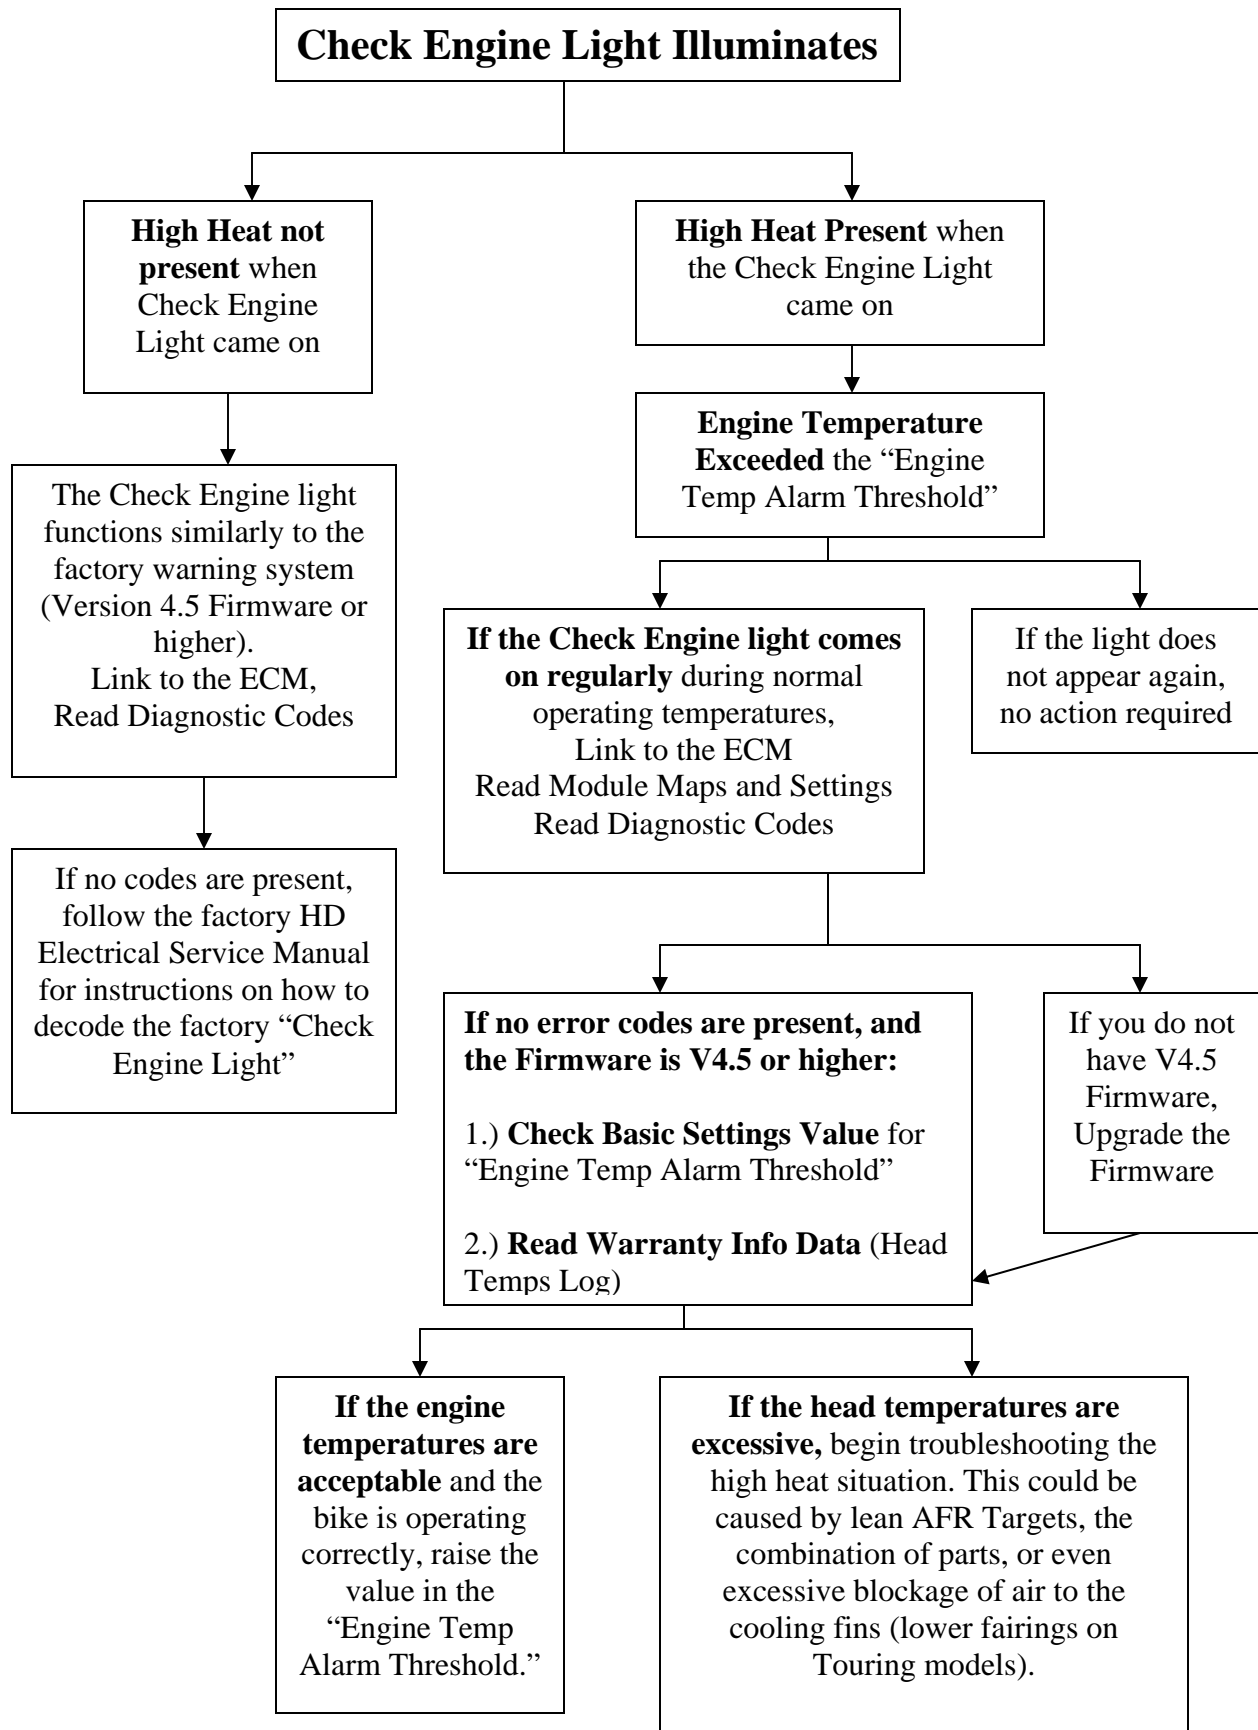 Check Engine Light Illuminates
High Heat not
present when
Check Engine
Light came on
High Heat Present when
the Check Engine Light
came on
Engine Temperature
Exceeded the “Engine
Temp Alarm Threshold”
The Check Engine light
functions similarly to the
factory warning system
(Version 4.5 Firmware or
higher).
Link to the ECM,
Read Diagnostic Codes
If the Check Engine light comes
on regularly during normal
operating temperatures,
Link to the ECM
Read Module Maps and Settings
Read Diagnostic Codes
If the light does
not appear again,
no action required
If no codes are present,
follow the factory HD
Electrical Service Manual
for instructions on how to
decode the factory “Check
Engine Light”
If no error codes are present, and
the Firmware is V4.5 or higher:
1.) Check Basic Settings Value for
“Engine Temp Alarm Threshold”
2.) Read Warranty Info Data (Head
Temps Log)
If you do not
have V4.5
Firmware,
Upgrade the
Firmware
If the engine
temperatures are
acceptable and the
bike is operating
correctly, raise the
value in the
“Engine Temp
Alarm Threshold.”
If the head temperatures are
excessive, begin troubleshooting the
high heat situation. This could be
caused by lean AFR Targets, the
combination of parts, or even
excessive blockage of air to the
cooling fins (lower fairings on
Touring models).